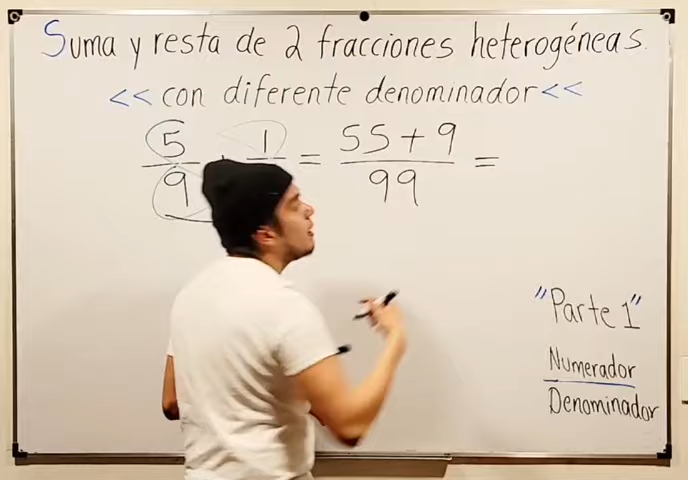 Suma y resta de 2 fracciones heterogéneas.
<< con diferente denominador <<
5 1 = 55 + 9 =
9 99
"Parte 1"
Numerador
Denominador